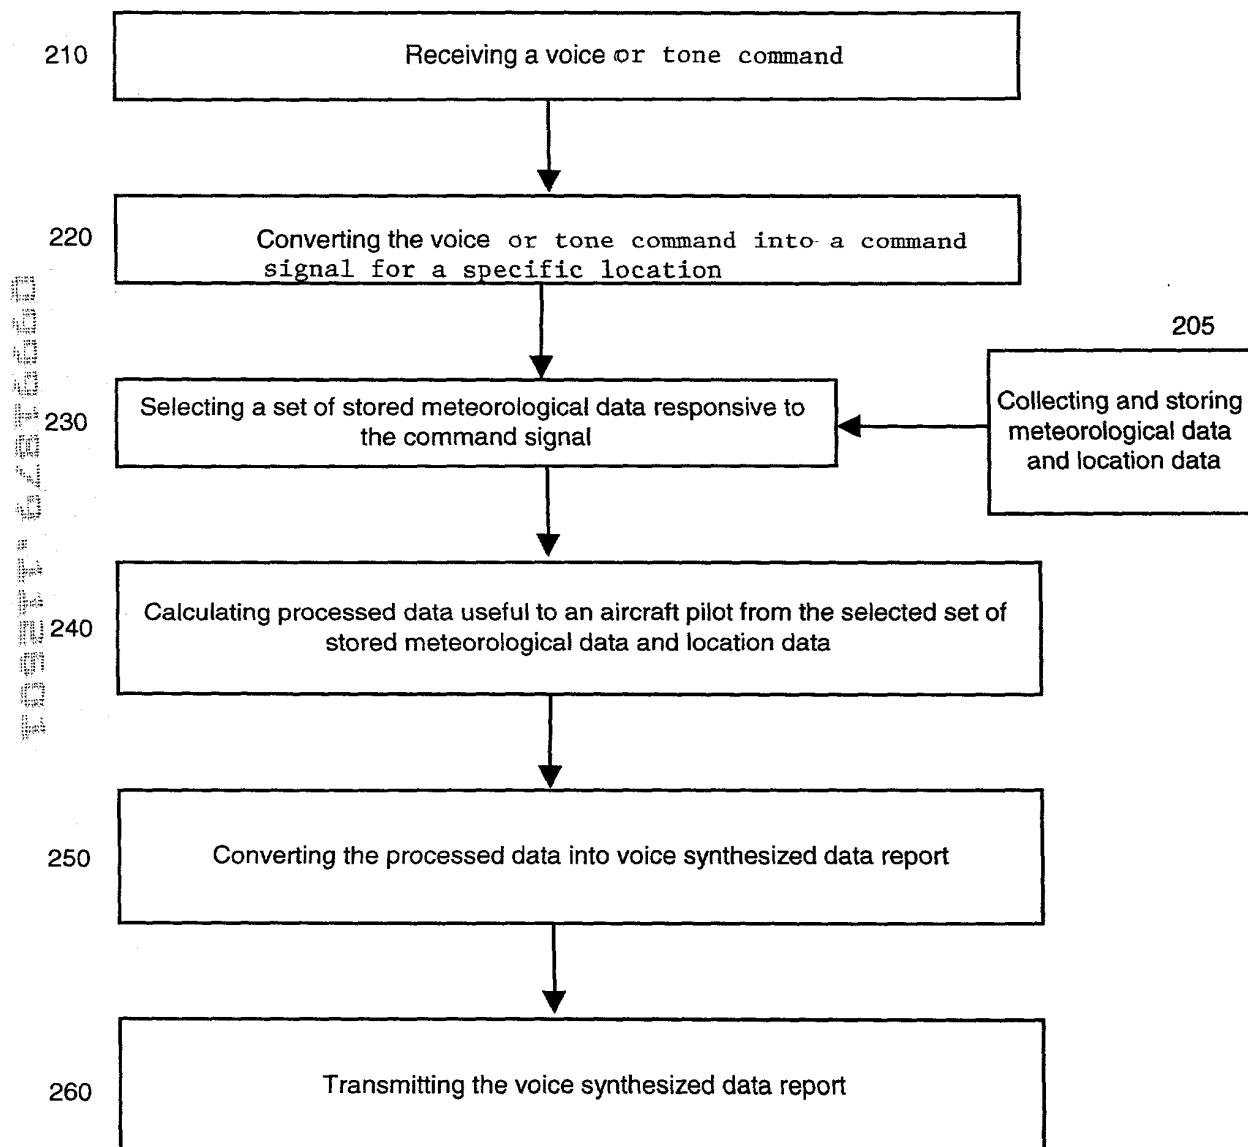 210
Receiving a voice or tone command
220
Converting the voice or tone command into a command
signal for a specific location
205
Collecting and storing
meteorological data
and location data
230
Selecting a set of stored meteorological data responsive to
the command signal
240
Calculating processed data useful to an aircraft pilot from the selected set of
stored meteorological data and location data
250
Converting the processed data into voice synthesized data report
260
Transmitting the voice synthesized data report